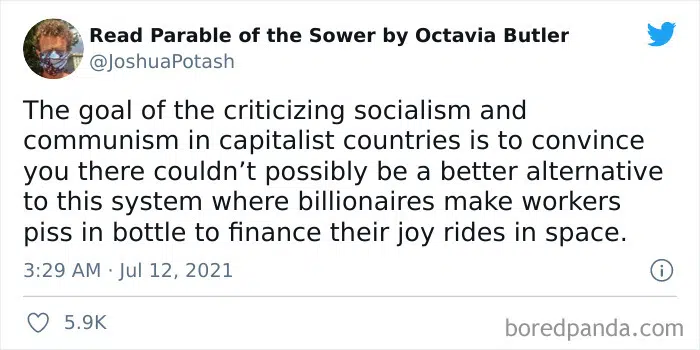 Read Parable of the Sower by Octavia Butler
@JoshuaPotash
The goal of the criticizing socialism and
communism in capitalist countries is to convince
you there couldn’t possibly be a better alternative
to this system where billionaires make workers
piss in bottle to finance their joy rides in space.
3:29 AM · Jul 12, 2021
5.9K
boredpanda.com